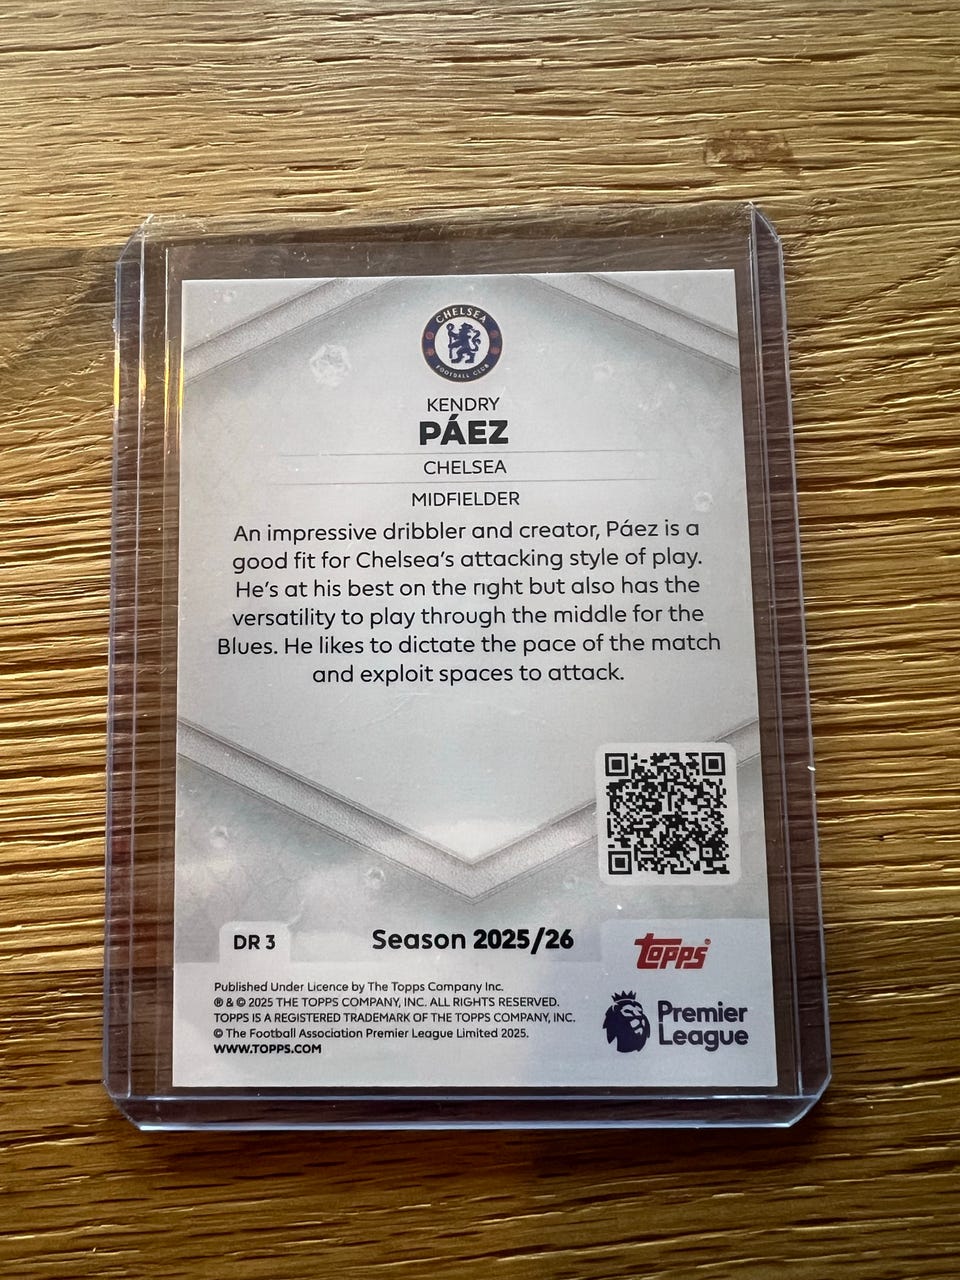 CHELSEA
FOOTBALL CLUB
KENDRY
PÁEZ
CHELSEA
MIDFIELDER
An impressive dribbler and creator, Páez is a
good fit for Chelsea's attacking style of play.
He's at his best on the right but also has the
versatility to play through the middle for the
Blues. He likes to dictate the pace of the match
and exploit spaces to attack.
DR 3
Season 2025/26
topps®
Published Under Licence by The Topps Company Inc.
® & © 2025 THE TOPPS COMPANY, INC. ALL RIGHTS RESERVED.
TOPPS IS A REGISTERED TRADEMARK OF THE TOPPS COMPANY, INC.
© The Football Association Premier League Limited 2025.
WWW.TOPPS.COM
Premier
League